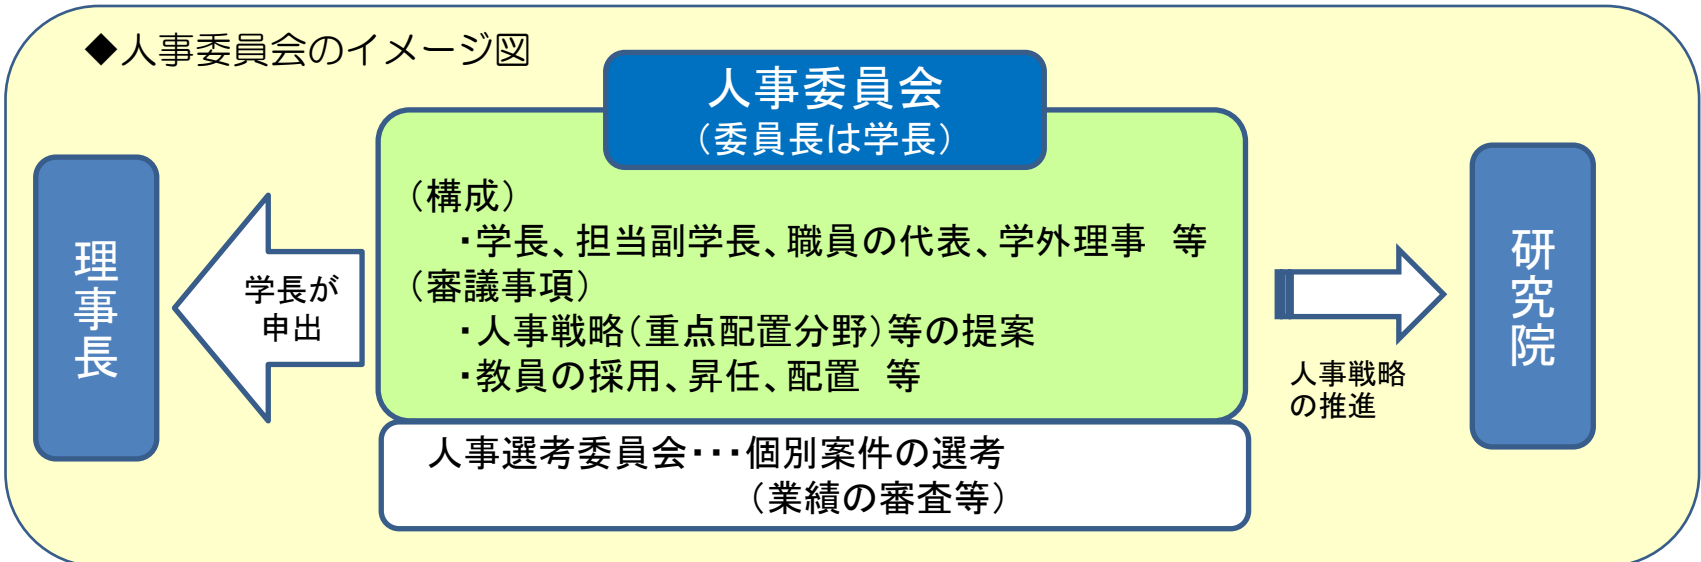 ◆人事委員会のイメージ図
人事委員会
（委員長は学長）
理事長
学長が
申出
（構成）
・学長、担当副学長、職員の代表、学外理事　等
（審議事項）
・人事戦略（重点配置分野）等の提案
・教員の採用、昇任、配置　等
人事選考委員会・・・個別案件の選考
（業績の審査等）
人事戦略
の推進
研究院